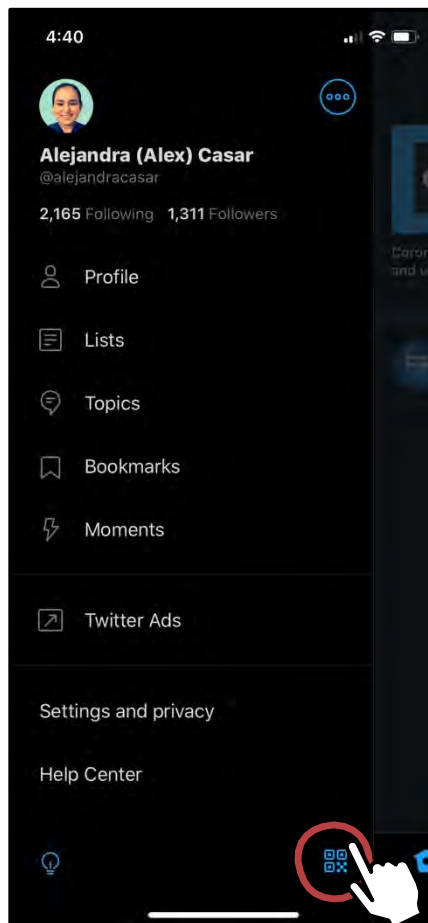 4:40
Alejandra (Alex) Casar
@alejandracasar
2,165 Following 1,311 Followers
Profile
Lists
Topics
Bookmarks
Moments
Twitter Ads
Settings and privacy
Help Center